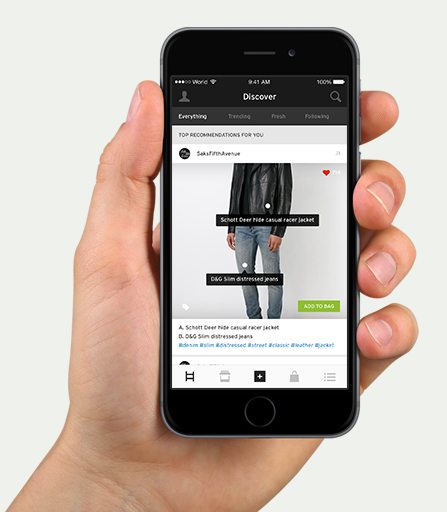 World 9:41 AM 100%
Discover
Everything Trending Fresh Following
TOP RECOMMENDATIONS FOR YOU
SaksFifthAvenue
Schott Deer hide casual racer jacket
D&G Slim distressed jeans
ADD TO BAG
A. Schott Deer hide casual racer jacket
D. D&G Slim distressed jeans
#denim #slim #distressed #street #classic #leather #jacket